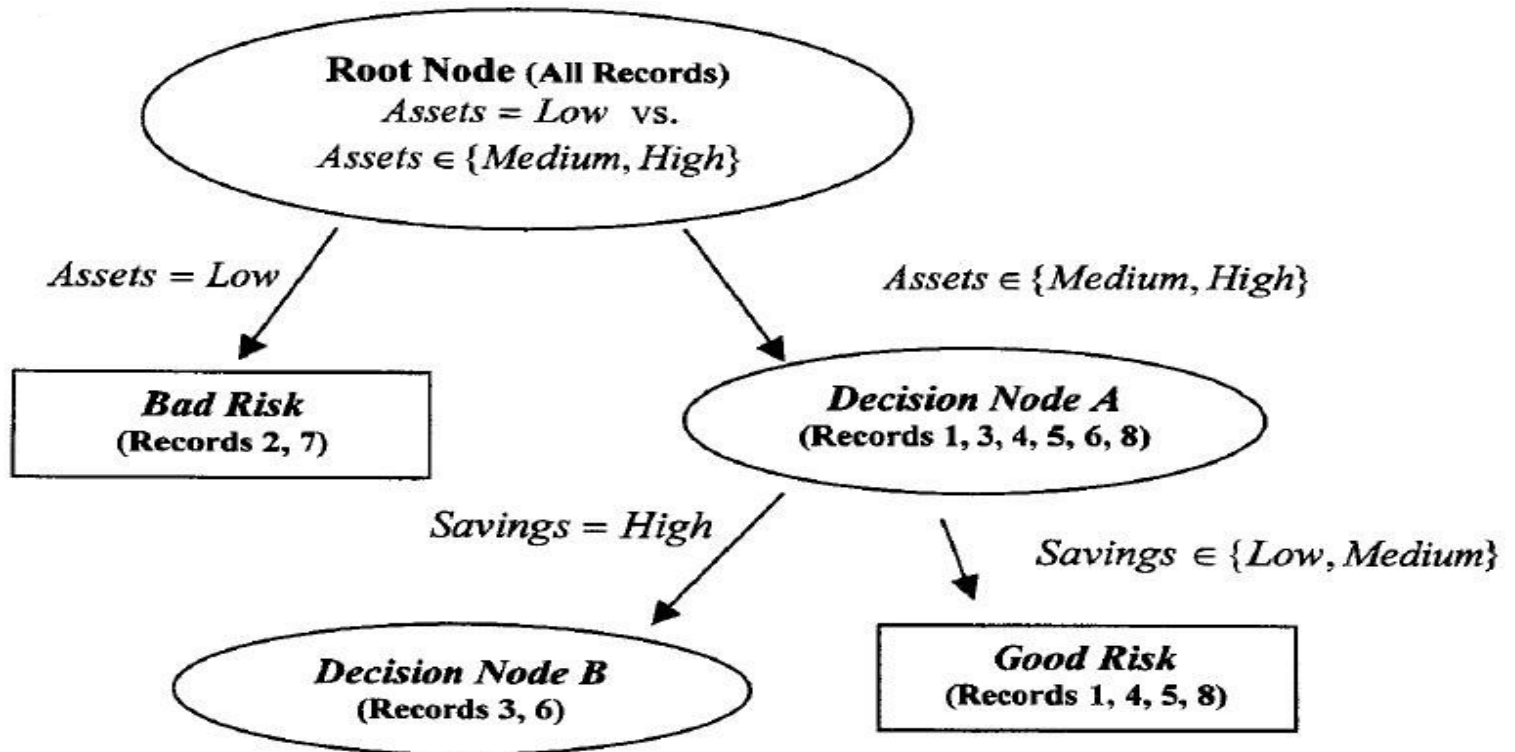 Root Node (All Records)
Assets = Low vs.
Assets ∈ {Medium, High}
Assets = Low
Assets ∈ {Medium, High}
Bad Risk
(Records 2, 7)
Decision Node A
(Records 1, 3, 4, 5, 6, 8)
Savings = High
Savings ∈ {Low, Medium}
Decision Node B
(Records 3, 6)
Good Risk
(Records 1, 4, 5, 8)